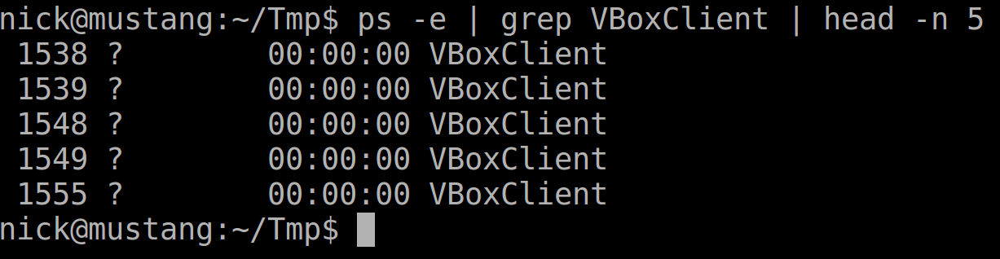 nick@mustang:~/Tmp$ ps -e | grep VBoxClient | head -n 5
 1538 ?        00:00:00 VBoxClient
 1539 ?        00:00:00 VBoxClient
 1548 ?        00:00:00 VBoxClient
 1549 ?        00:00:00 VBoxClient
 1555 ?        00:00:00 VBoxClient
nick@mustang:~/Tmp$